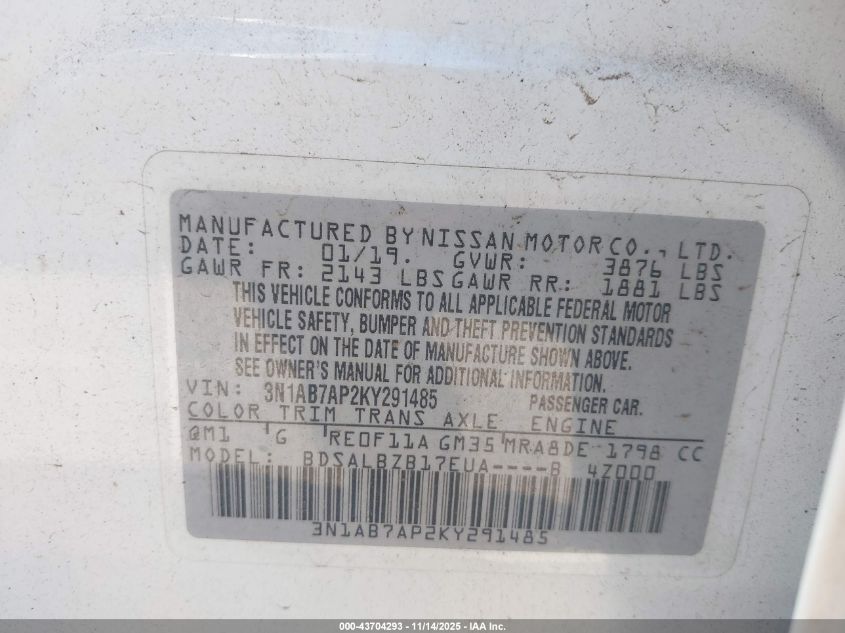 MANUFACTURED BY NISSAN MOTOR CO., LTD.
DATE: 01/19. GVWR: 3876 LBS
GAWR FR: 2143 LBS GAWR RR: 1881 LBS
THIS VEHICLE CONFORMS TO ALL APPLICABLE FEDERAL MOTOR
VEHICLE SAFETY, BUMPER AND THEFT PREVENTION STANDARDS
IN EFFECT ON THE DATE OF MANUFACTURE SHOWN ABOVE.
SEE OWNER'S MANUAL FOR ADDITIONAL INFORMATION.
VIN: 3N1AB7AP2KY291485 PASSENGER CAR.
COLOR TRIM TRANS AXLE ENGINE
QM1 'G 'RE0F11A GM35 'MRA8DE-1798 CC
MODEL: BDSALBZB17EUA----B 4Z000
3N1AB7AP2KY291485
000-43704293 - 11/14/2025 - IAA Inc.